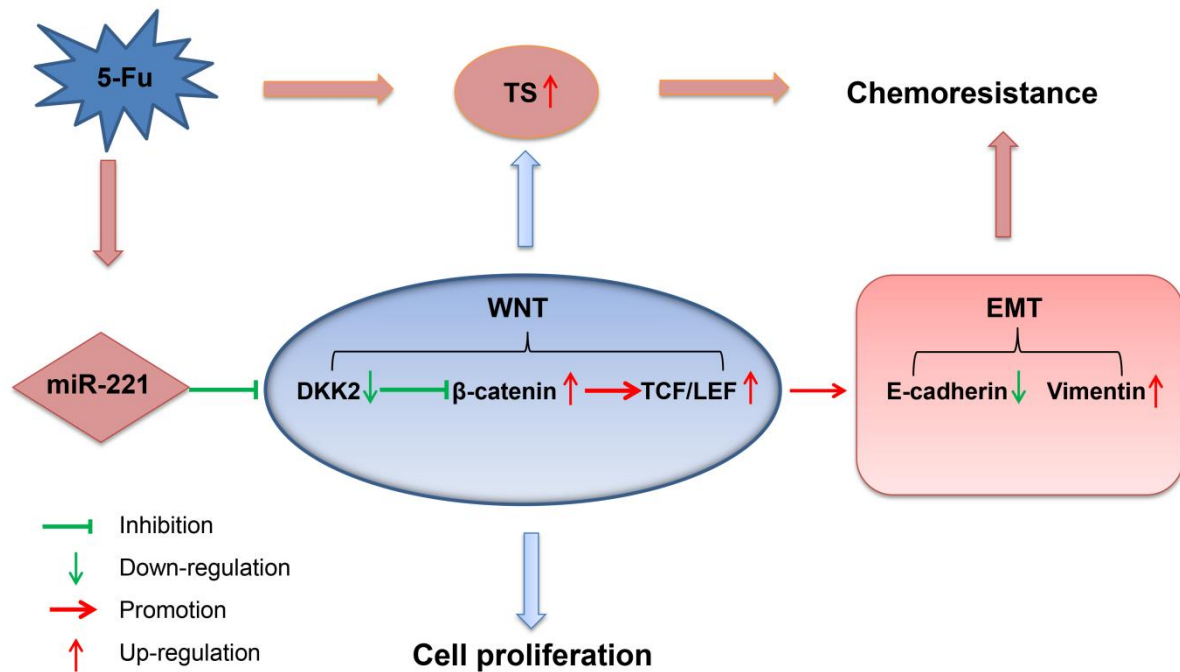 5-Fu
TS
Chemoresistance
WNT
EMT
miR-221
DKK2
β-catenin
TCF/LEF
E-cadherin
Vimentin
Inhibition
Down-regulation
Promotion
Up-regulation
Cell proliferation